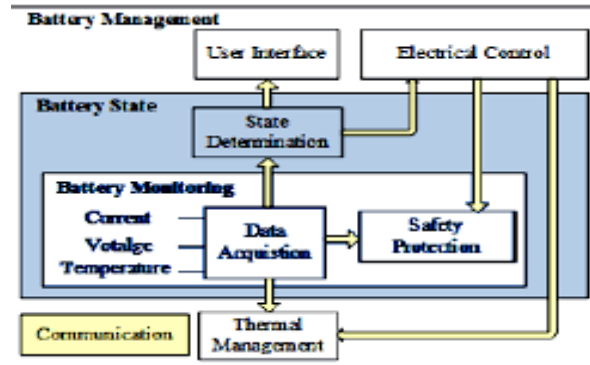 Battery Management
User Interface
Electrical Control
Battery State
State
Determination
Battery Monitoring
Current
Votalge
Temperature
Data
Acquistion
Safety
Protection
Communication
Thermal
Management